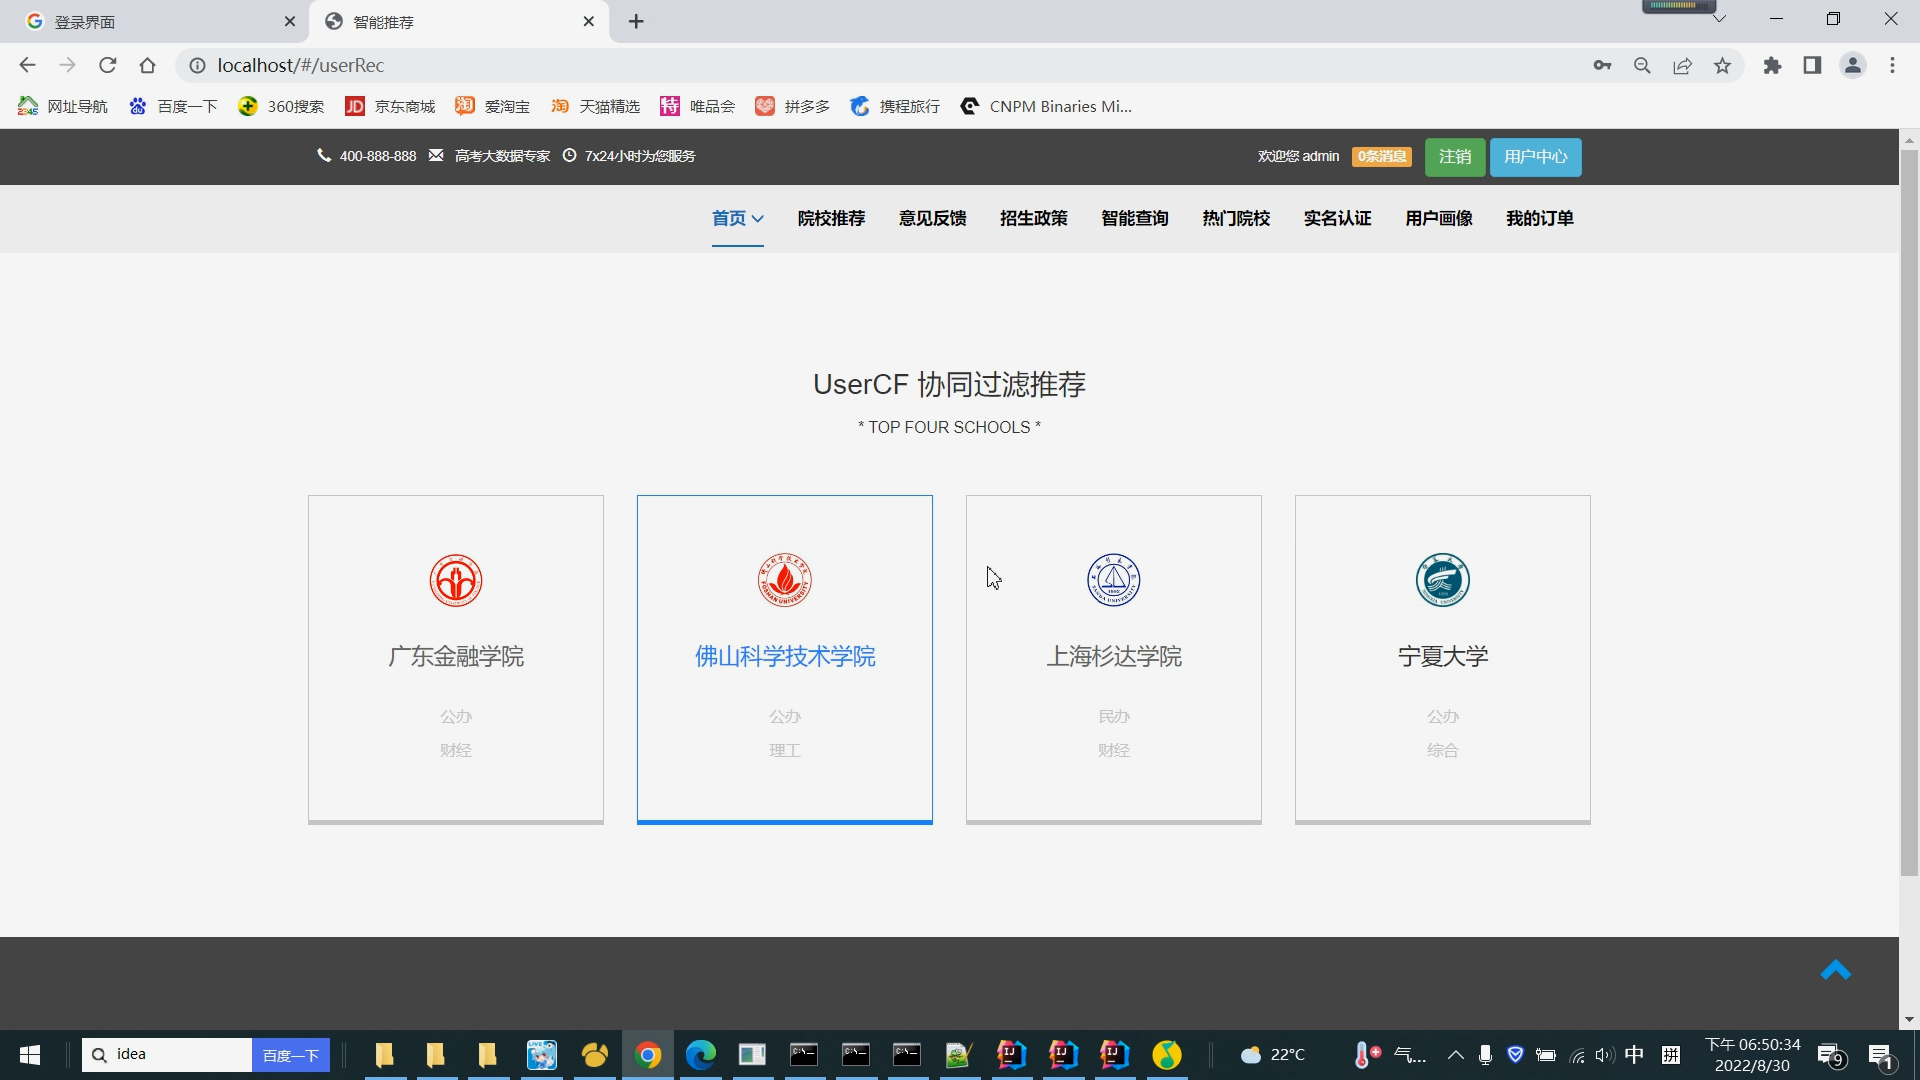 登录界面
智能推荐
localhost/#/userRec
网址导航
百度一下
360搜索
JD 京东商城
淘 爱淘宝
淘 天猫精选
特 唯品会
拼多多
携程旅行
CNPM Binaries Mi...
400-888-888 高考大数据专家 7x24小时为您服务
欢迎您 admin 0条消息 注销 用户中心
首页 院校推荐 意见反馈 招生政策 智能查询 热门院校 实名认证 用户画像 我的订单
UserCF 协同过滤推荐
* TOP FOUR SCHOOLS *
广东金融学院
公办
财经
佛山科学技术学院
公办
理工
上海杉达学院
民办
财经
宁夏大学
公办
综合
idea 百度一下
22°C 气... 中 拼
下午 06:50:34
2022/8/30
9
1